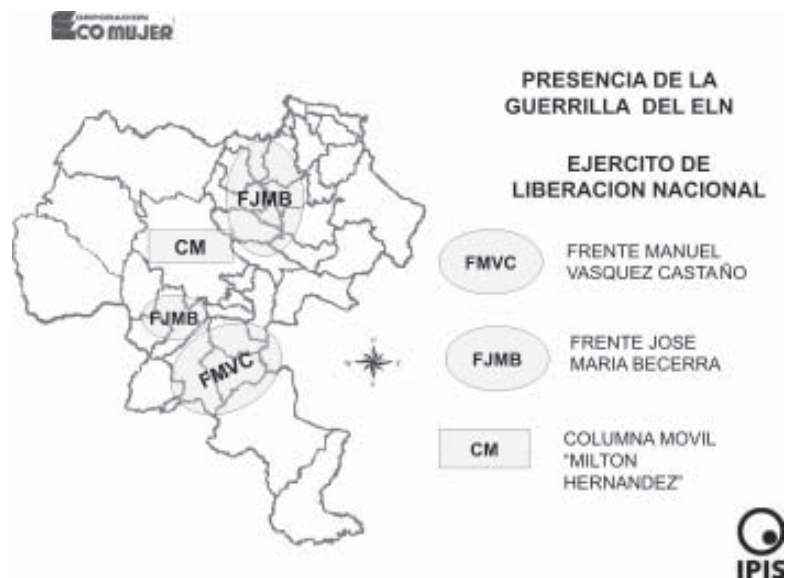 CORPORACION
ECO MUJER
PRESENCIA DE LA
GUERRILLA DEL ELN
EJERCITO DE
LIBERACION NACIONAL
FJMB
CM
FJMB
FMVC
FMVC
FRENTE MANUEL
VASQUEZ CASTAÑO
FJMB
FRENTE JOSE
MARIA BECERRA
CM
COLUMNA MOVIL
"MILTON
HERNANDEZ"
IPIS